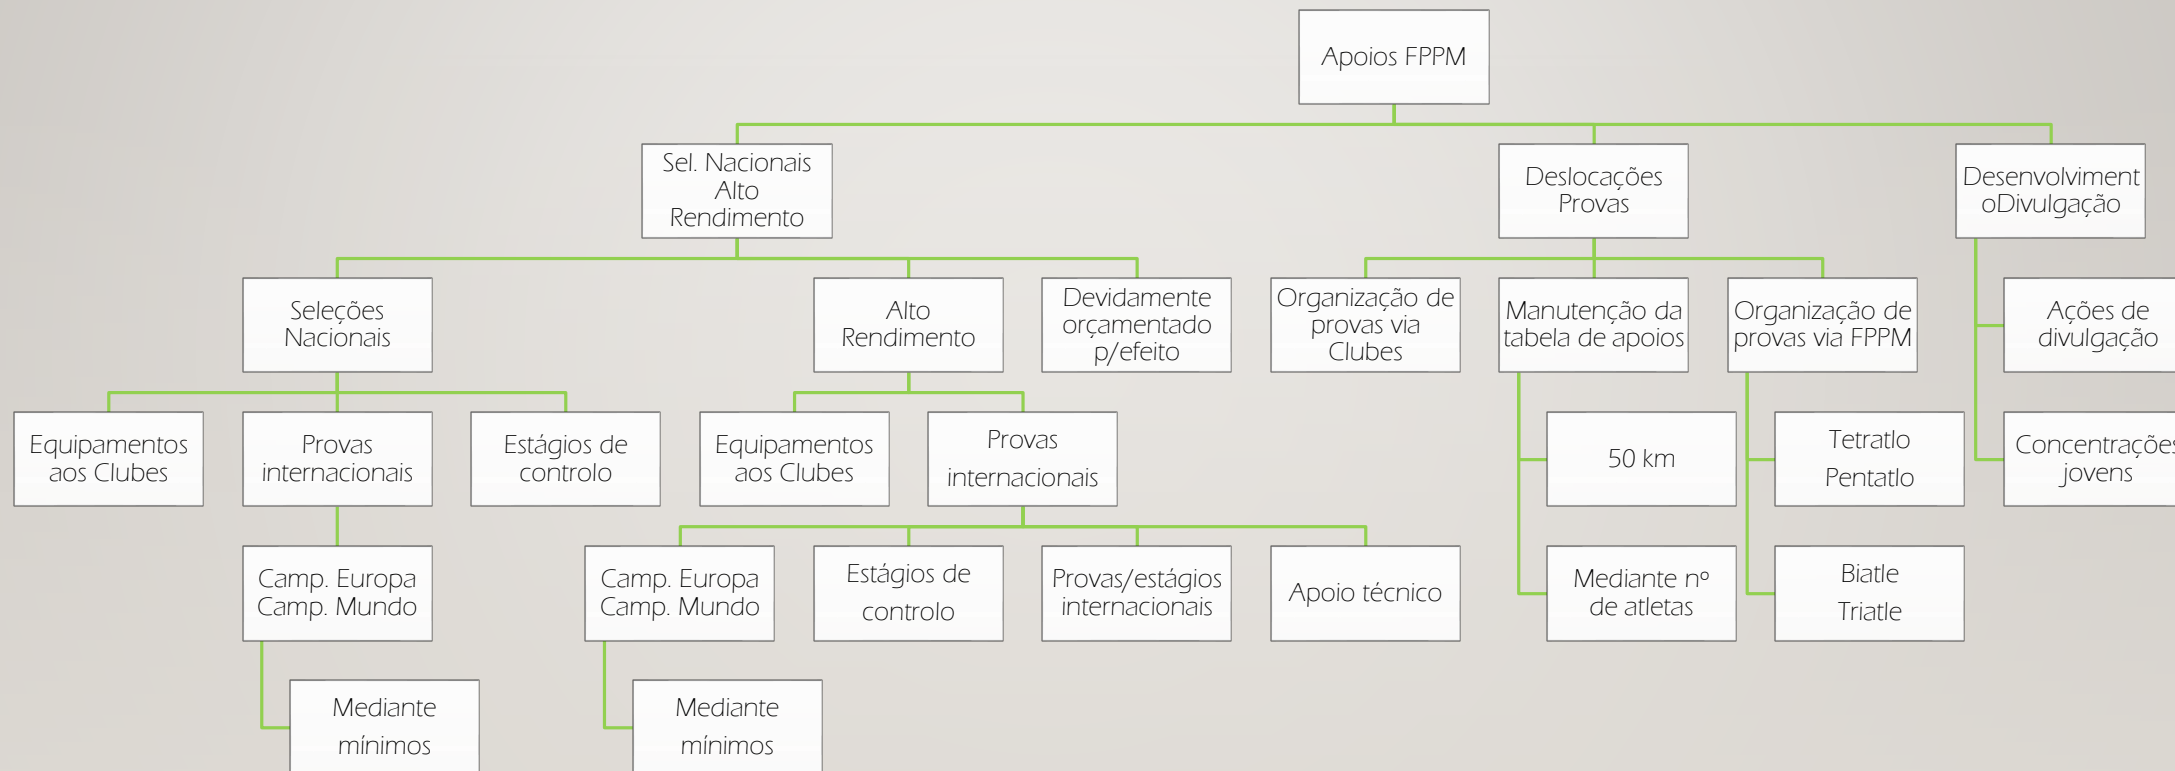 Apoios FPPM
Sel. Nacionais
Alto
Rendimento
Deslocações
Provas
Desenvolviment
oDivulgação
Seleções
Nacionais
Alto
Rendimento
Devidamente
orçamentado
p/efeito
Organização de
provas via
Clubes
Manutenção da
tabela de apoios
Organização de
provas via FPPM
Ações de
divulgação
Equipamentos
aos Clubes
Provas
internacionais
Estágios de
controlo
Equipamentos
aos Clubes
Provas
internacionais
50 km
Tetratlo
Pentatlo
Concentrações
jovens
Camp. Europa
Camp. Mundo
Camp. Europa
Camp. Mundo
Estágios de
controlo
Provas/estágios
internacionais
Apoio técnico
Mediante nº
de atletas
Biatle
Triatle
Mediante
mínimos
Mediante
mínimos